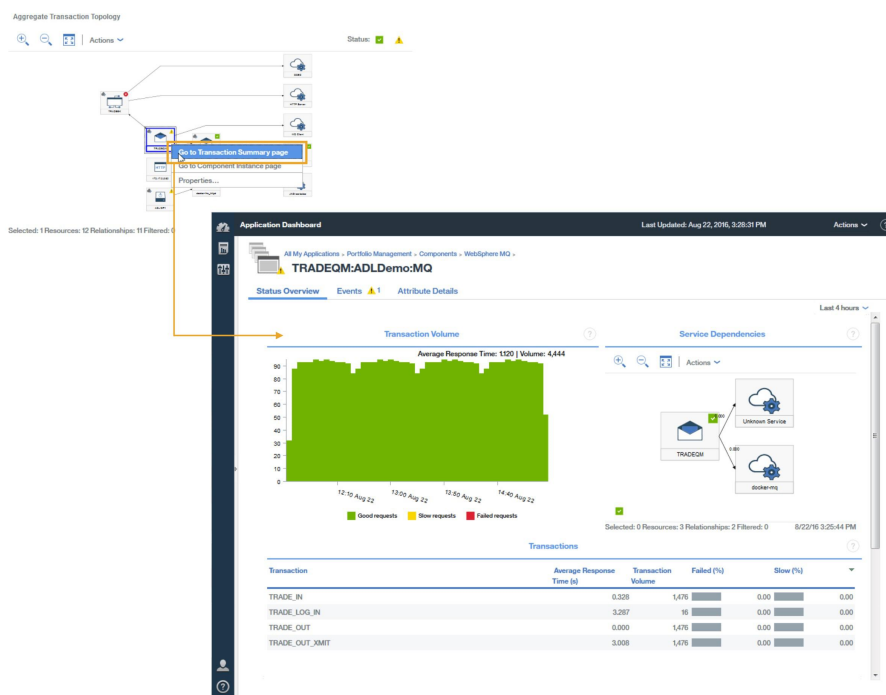 Aggregate Transaction Topology
Actions
Status:
Go to Transaction Summary page
Go to Component Instance page
Properties...
Selected: 1 Resources: 12 Relationships: 11 Filtered:
Application Dashboard
Last Updated: Aug 22, 2016, 3:28:31 PM
Actions
All My Applications > Portfolio Management > Components > WebSphere MQ >
TRADEQM:ADLDemo:MQ
Status Overview Events 1 Attribute Details
Last 4 hours
Transaction Volume ?
Average Response Time: 1.120 | Volume: 4,444
90
80
70
60
50
40
30
20
10
0
12:10 Aug 22 13:00 Aug 22 13:50 Aug 22 14:40 Aug 22
Good requests Slow requests Failed requests
Service Dependencies ?
Actions
Unknown Service
TRADEQM
docker-mq
Selected: 0 Resources: 3 Relationships: 2 Filtered: 0 8/22/16 3:25:44 PM
Transactions ?
Transaction Average Response Time (s) Transaction Volume Failed (%) Slow (%)
TRADE_IN 0.328 1,476 0.00 0.00
TRADE_LOG_IN 3.287 16 0.00 0.00
TRADE_OUT 0.000 1,476 0.00 0.00
TRADE_OUT_XMIT 3.008 1,476 0.00 0.00
?